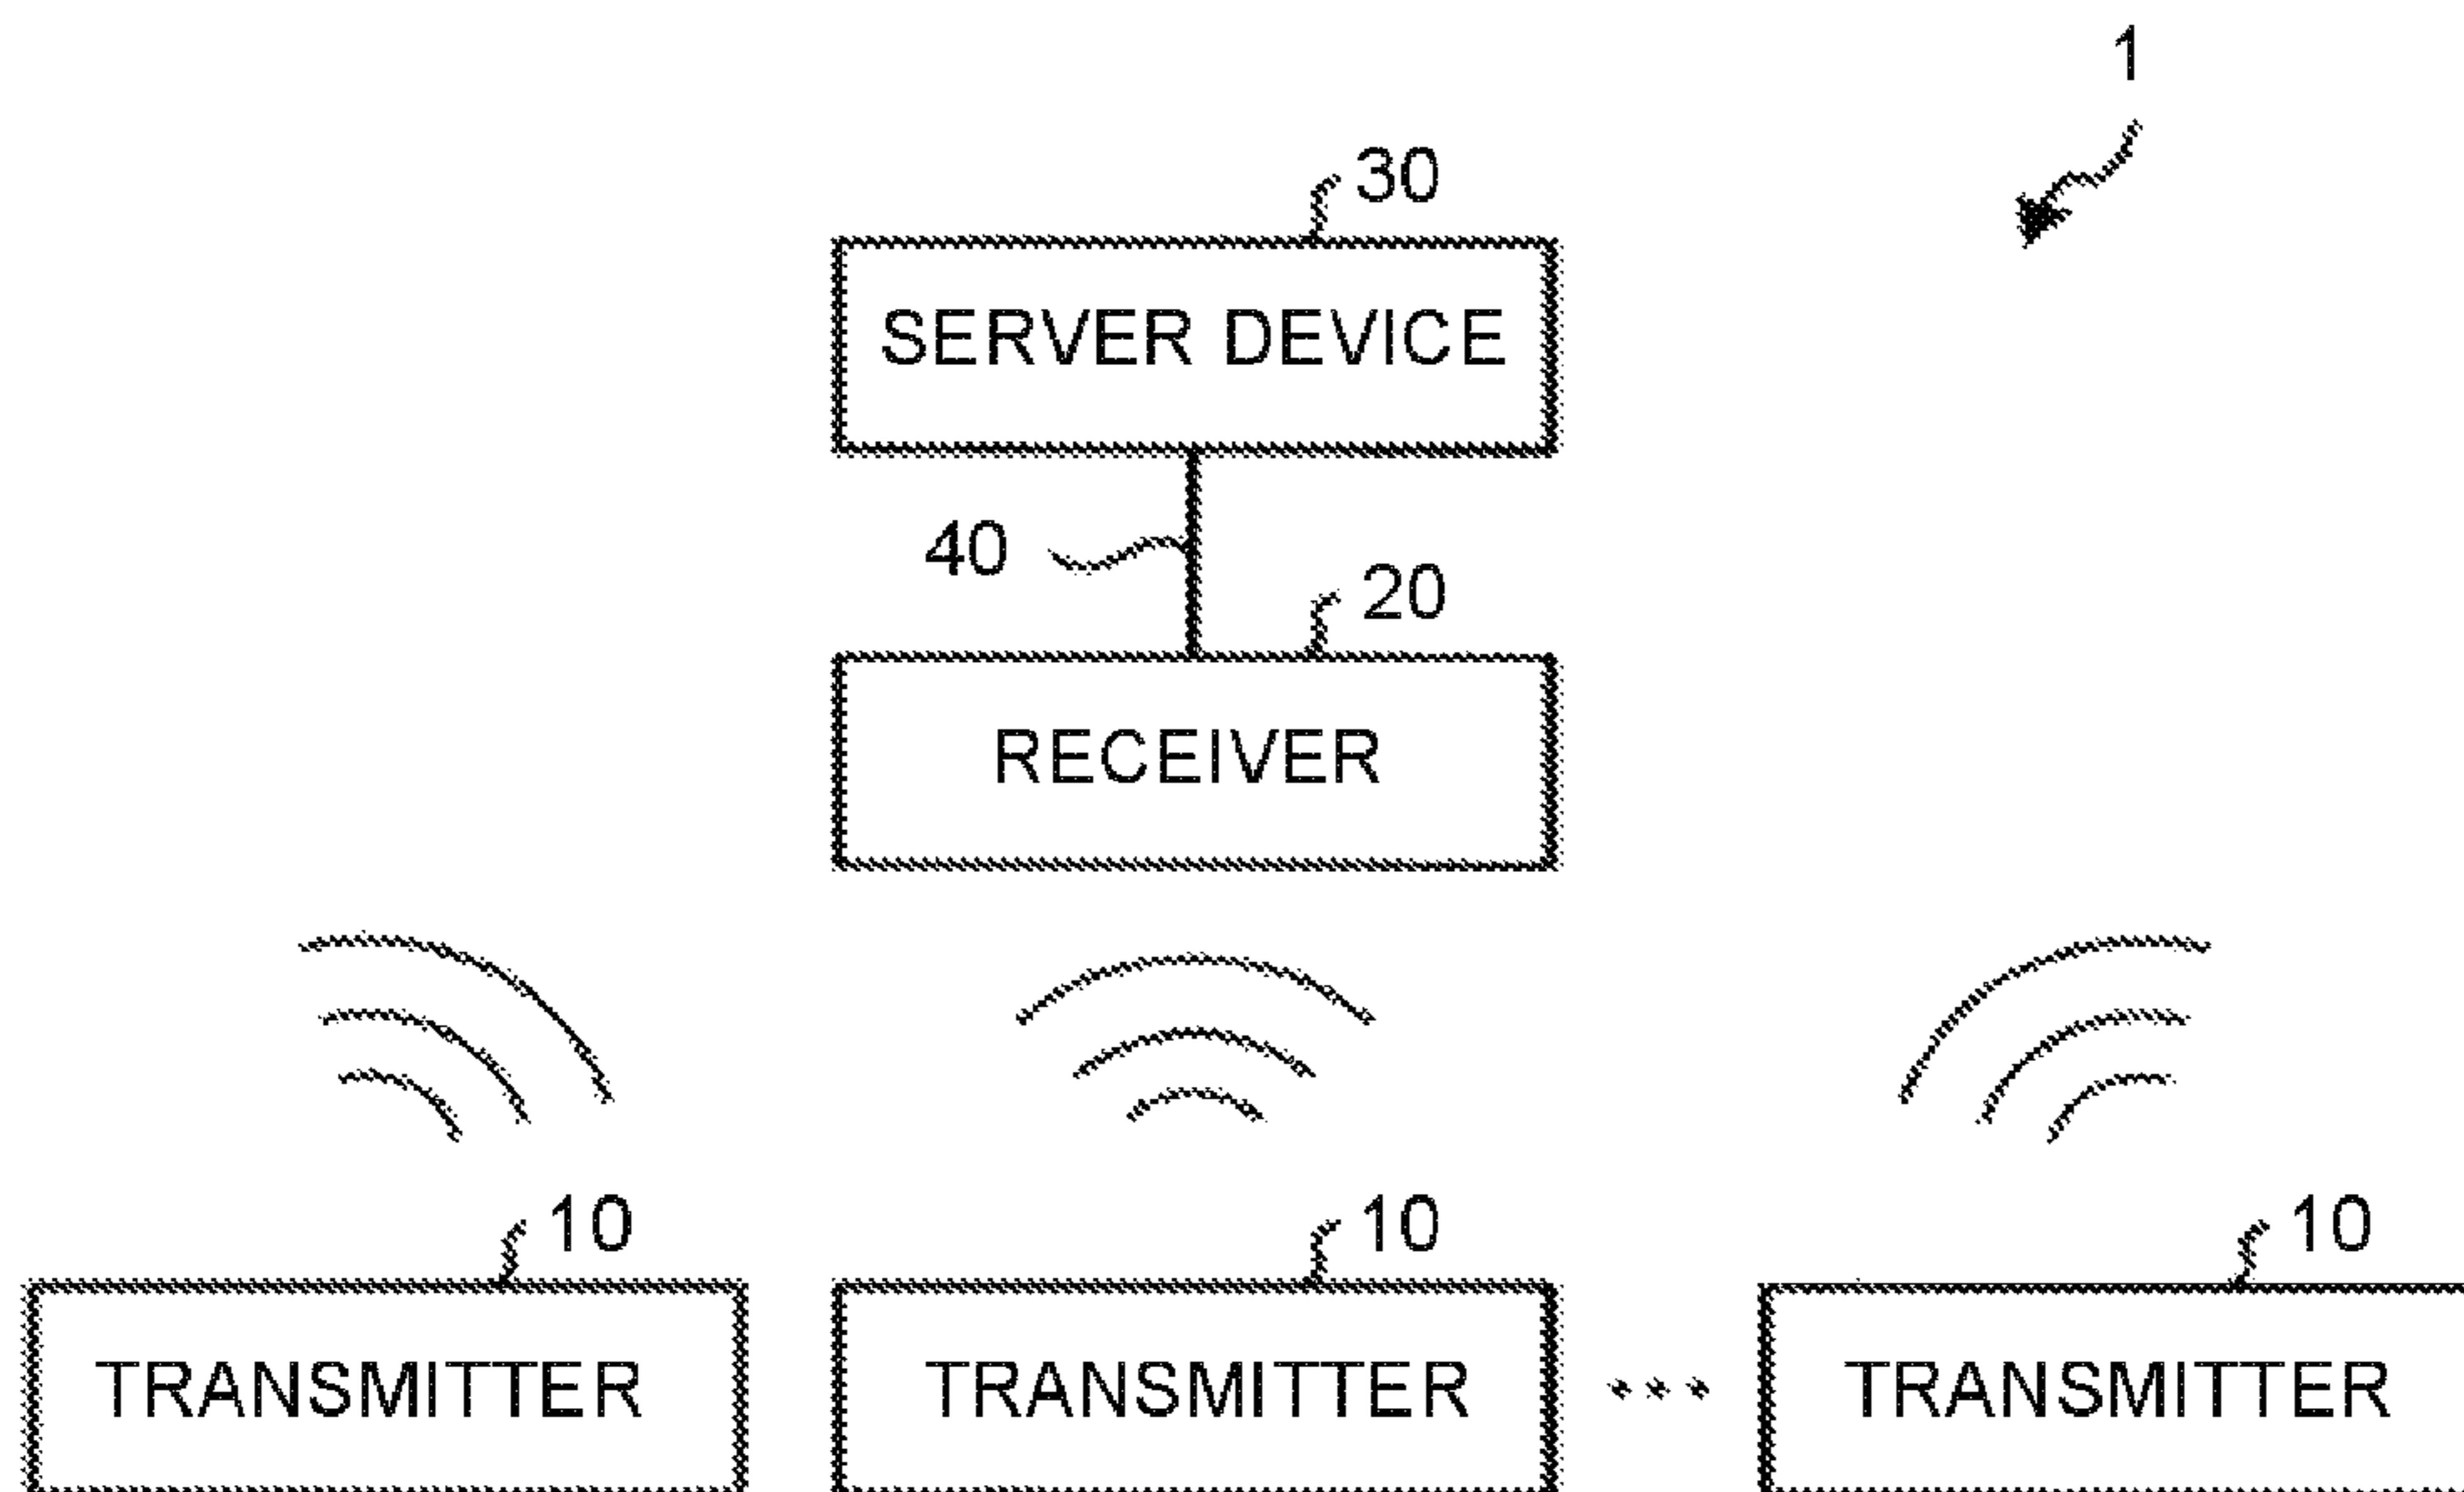 1
30
SERVER DEVICE
40
20
RECEIVER
10 10 10
TRANSMITTER TRANSMITTER TRANSMITTER